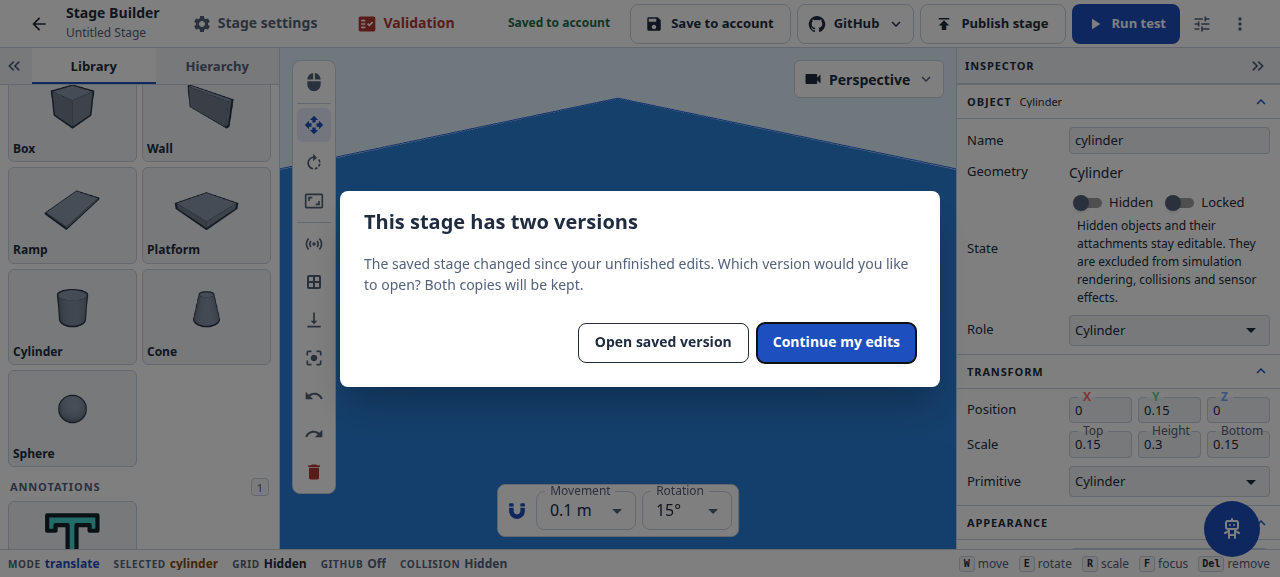 Stage Builder
Untitled Stage
Stage settings
Validation
Saved to account
Save to account
GitHub
Publish stage
Run test
Library
Hierarchy
Box
Wall
Ramp
Platform
Cylinder
Cone
Sphere
ANNOTATIONS
1
Perspective
This stage has two versions
The saved stage changed since your unfinished edits. Which version would you like
to open? Both copies will be kept.
Open saved version
Continue my edits
Movement
0.1 m
Rotation
15°
INSPECTOR
OBJECT Cylinder
Name
cylinder
Geometry
Cylinder
Hidden
Locked
State
Hidden objects and their
attachments stay editable. They
are excluded from simulation
rendering, collisions and sensor
effects.
Role
Cylinder
TRANSFORM
Position
X
0
Y
0.15
Z
0
Scale
Top
0.15
Height
0.3
Bottom
0.15
Primitive
Cylinder
APPEARANCE
MODE translate
SELECTED cylinder
GRID Hidden
GITHUB Off
COLLISION Hidden
W move
E rotate
R scale
F focus
Del remove